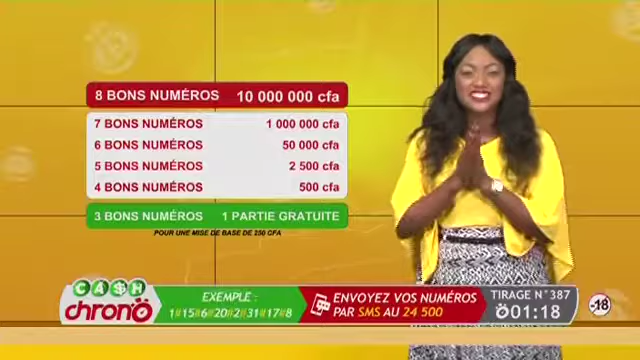 8 BONS NUMÉROS 10 000 000 cfa
7 BONS NUMÉROS 1 000 000 cfa
6 BONS NUMÉROS 50 000 cfa
5 BONS NUMÉROS 2 500 cfa
4 BONS NUMÉROS 500 cfa
3 BONS NUMÉROS 1 PARTIE GRATUITE
POUR UNE MISE DE BASE DE 250 CFA
CA$H
chronO
EXEMPLE :
1#15#6#20#2#31#17#8
ENVOYEZ VOS NUMÉROS
PAR SMS AU 24 500
TIRAGE N°387
01:18
-18